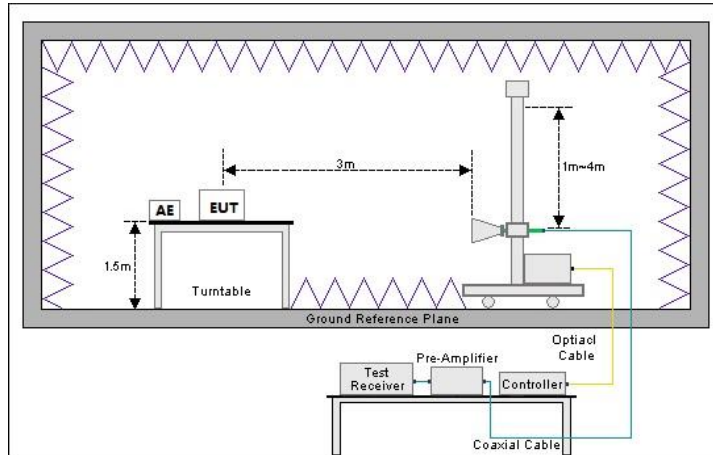 3m
1m~4m
AE
EUT
1.5m
Turntable
Ground Reference Plane
Optiacl
Cable
Pre-Amplifier
Test
Receiver
Controller
Coaxial Cable